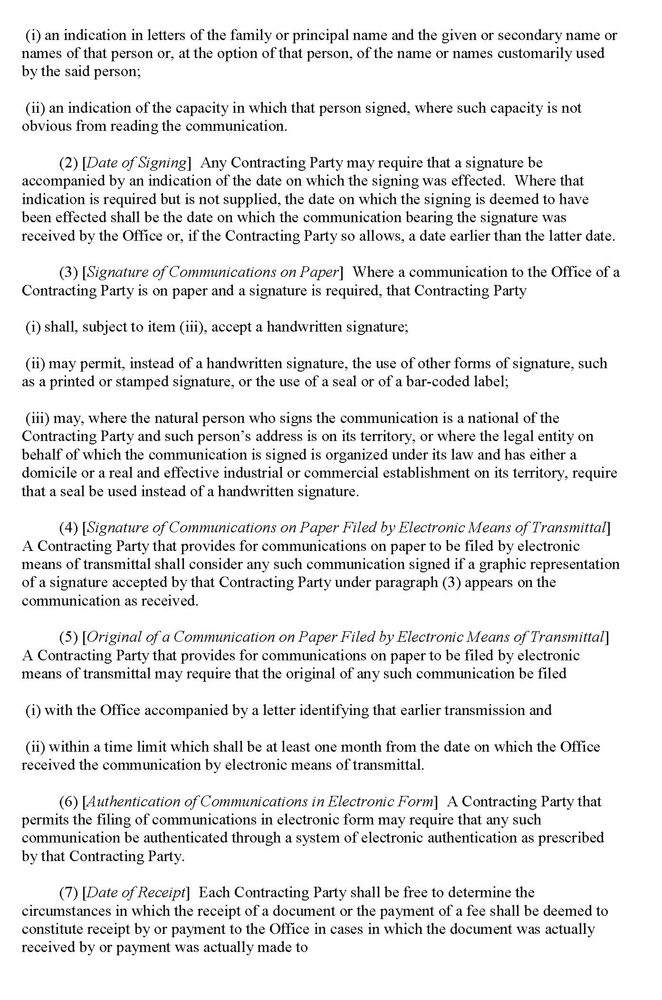 (i) an indication in letters of the family or principal name and the given or secondary name or
names of that person or, at the option of that person, of the name or names customarily used
by the said person;
(ii) an indication of the capacity in which that person signed, where such capacity is not
obvious from reading the communication.
(2) [Date of Signing]  Any Contracting Party may require that a signature be
accompanied by an indication of the date on which the signing was effected.  Where that
indication is required but is not supplied, the date on which the signing is deemed to have
been effected shall be the date on which the communication bearing the signature was
received by the Office or, if the Contracting Party so allows, a date earlier than the latter date.
(3) [Signature of Communications on Paper]  Where a communication to the Office of a
Contracting Party is on paper and a signature is required, that Contracting Party
(i) shall, subject to item (iii), accept a handwritten signature;
(ii) may permit, instead of a handwritten signature, the use of other forms of signature, such
as a printed or stamped signature, or the use of a seal or of a bar-coded label;
(iii) may, where the natural person who signs the communication is a national of the
Contracting Party and such person’s address is on its territory, or where the legal entity on
behalf of which the communication is signed is organized under its law and has either a
domicile or a real and effective industrial or commercial establishment on its territory, require
that a seal be used instead of a handwritten signature.
(4) [Signature of Communications on Paper Filed by Electronic Means of Transmittal]
A Contracting Party that provides for communications on paper to be filed by electronic
means of transmittal shall consider any such communication signed if a graphic representation
of a signature accepted by that Contracting Party under paragraph (3) appears on the
communication as received.
(5) [Original of a Communication on Paper Filed by Electronic Means of Transmittal]
A Contracting Party that provides for communications on paper to be filed by electronic
means of transmittal may require that the original of any such communication be filed
(i) with the Office accompanied by a letter identifying that earlier transmission and
(ii) within a time limit which shall be at least one month from the date on which the Office
received the communication by electronic means of transmittal.
(6) [Authentication of Communications in Electronic Form]  A Contracting Party that
permits the filing of communications in electronic form may require that any such
communication be authenticated through a system of electronic authentication as prescribed
by that Contracting Party.
(7) [Date of Receipt]  Each Contracting Party shall be free to determine the
circumstances in which the receipt of a document or the payment of a fee shall be deemed to
constitute receipt by or payment to the Office in cases in which the document was actually
received by or payment was actually made to